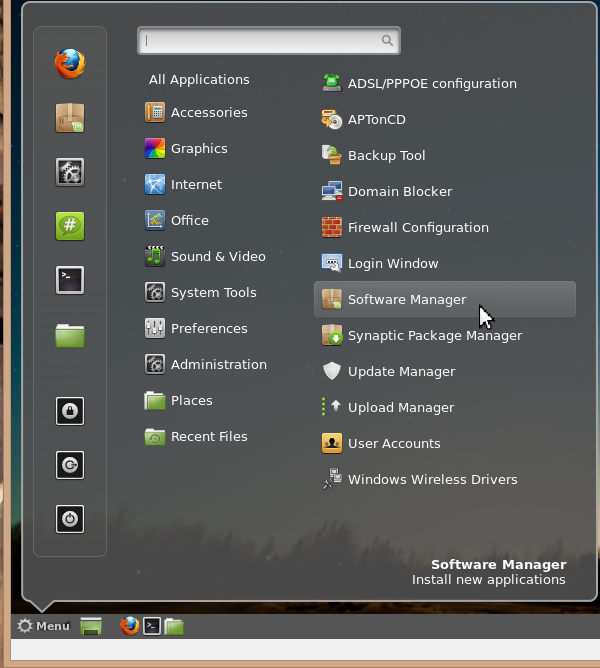 All Applications
Accessories
Graphics
Internet
Office
Sound & Video
System Tools
Preferences
Administration
Places
Recent Files
ADSL/PPPOE configuration
APTonCD
Backup Tool
Domain Blocker
Firewall Configuration
Login Window
Software Manager
Synaptic Package Manager
Update Manager
Upload Manager
User Accounts
Windows Wireless Drivers
Software Manager
Install new applications
Menu